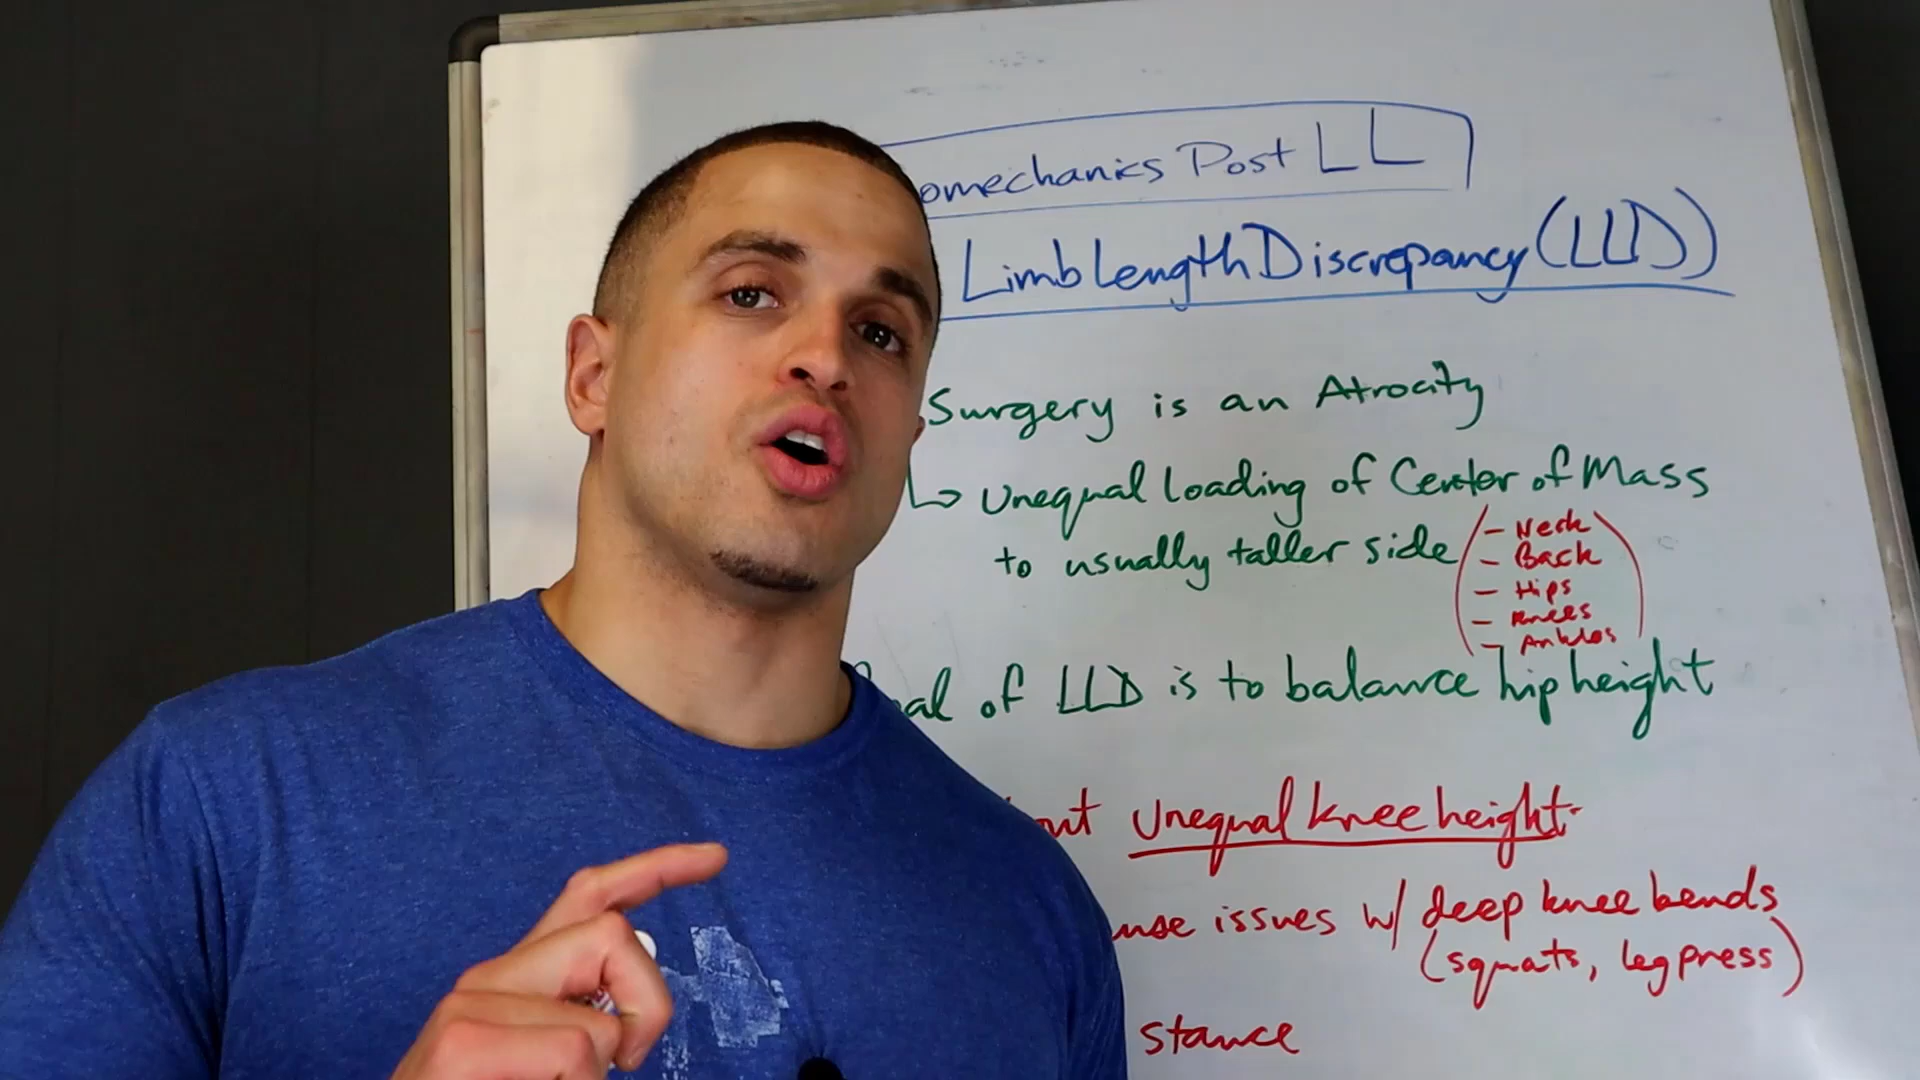 omechanics Post LL
Limb Length Discrepancy (LLD)
Surgery is an Atrocity
↳ Unequal loading of Center of Mass
to usually taller side
- Neck
- Back
- Hips
- Knees
- Ankles
al of LLD is to balance hip height
Unequal knee height
use issues w/ deep knee bends
(squats, leg press)
stance